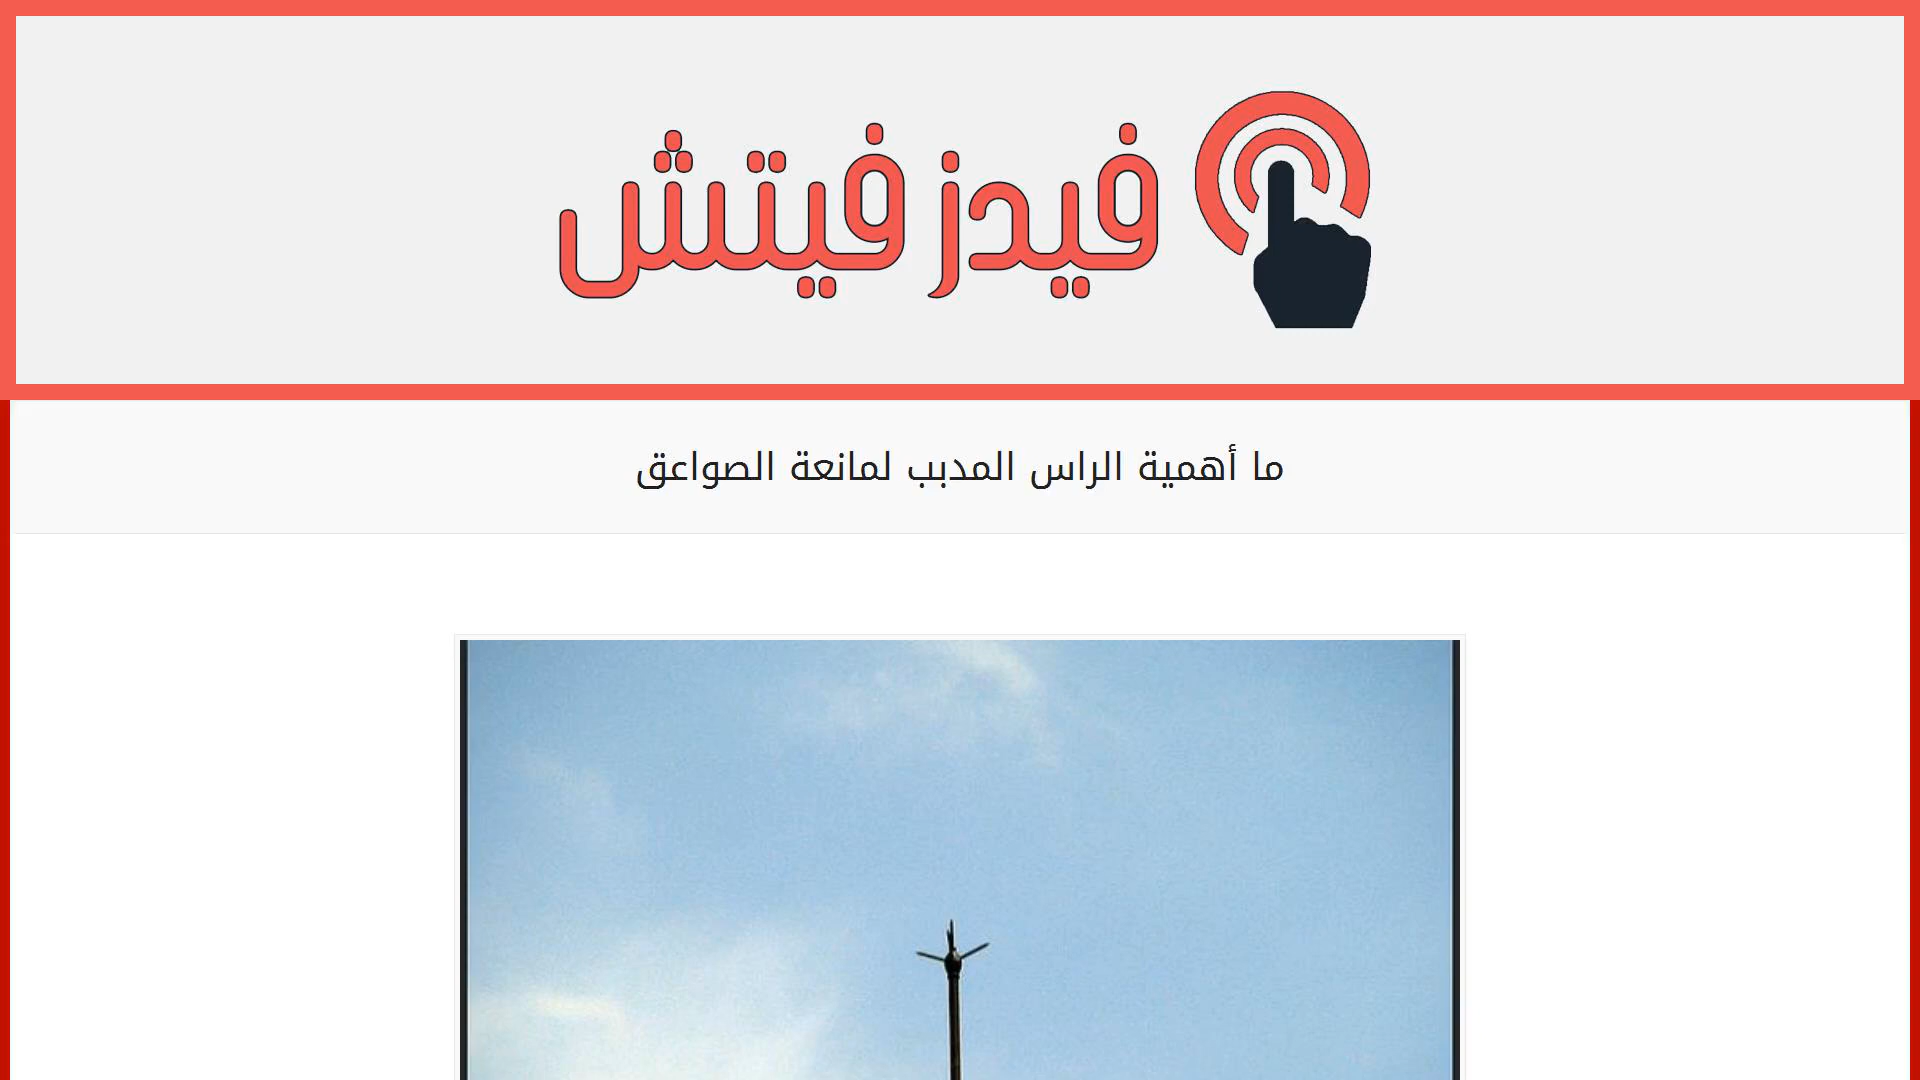 فيدز فيتش
ما أهمية الراس المدبب لمانعة الصواعق